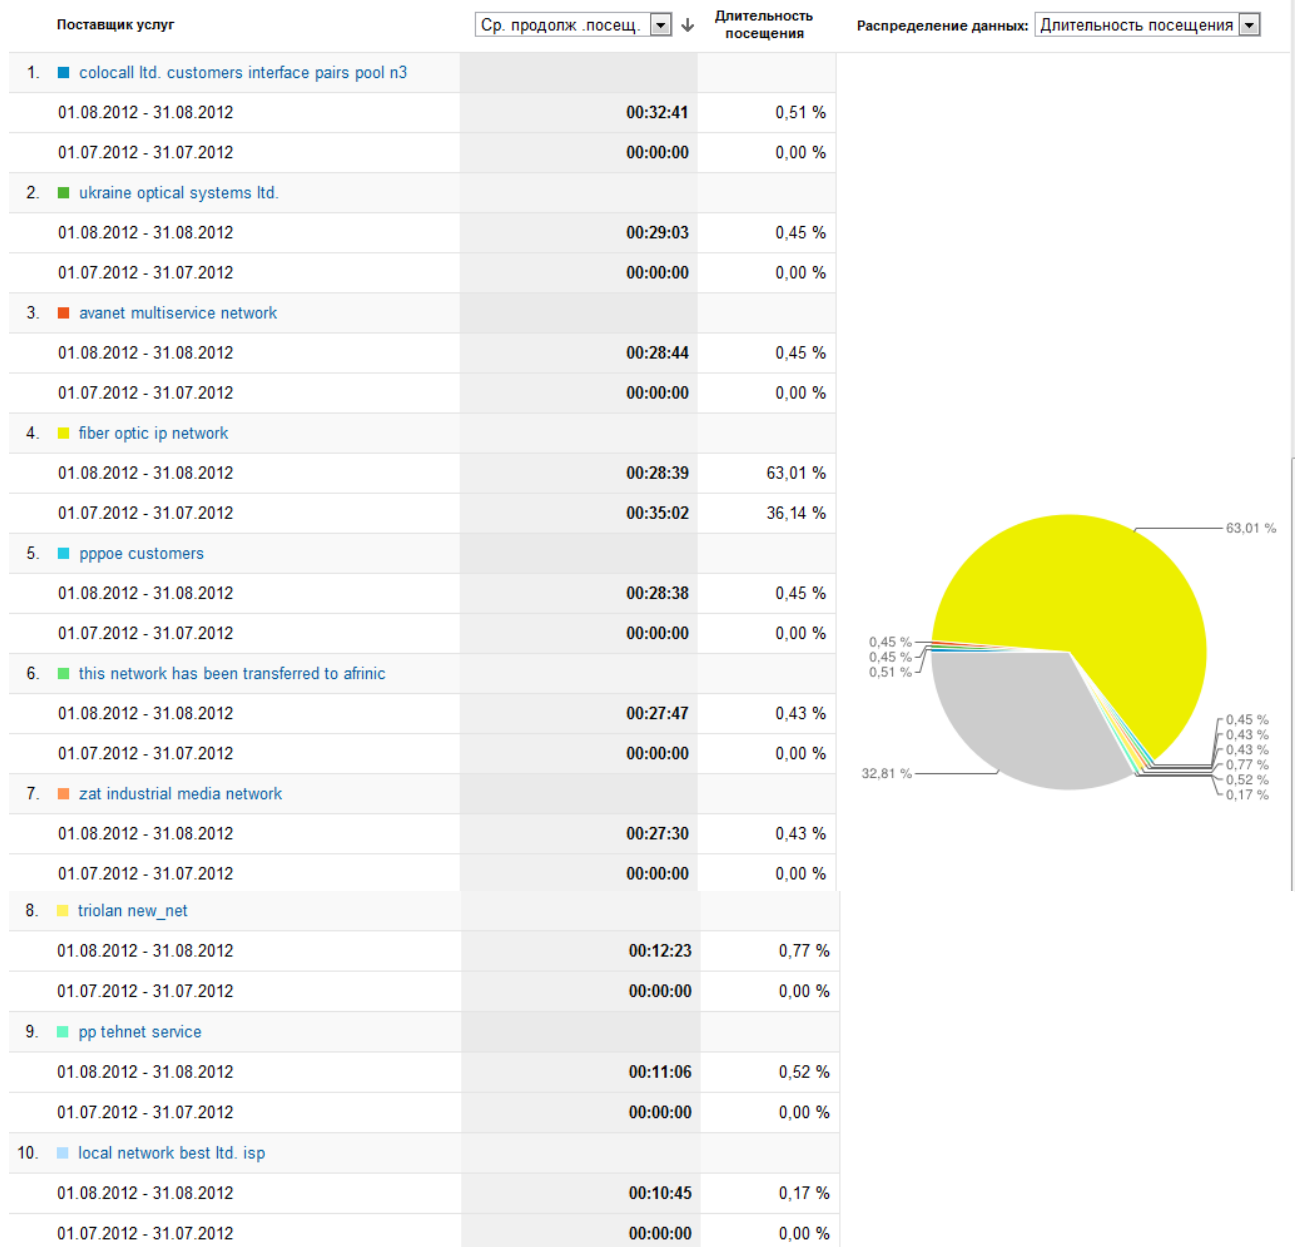 Поставщик услуг Ср. продолж .посещ. Длительность посещения Распределение данных: Длительность посещения
1. colocall ltd. customers interface pairs pool n3
01.08.2012 - 31.08.2012 00:32:41 0,51 %
01.07.2012 - 31.07.2012 00:00:00 0,00 %
2. ukraine optical systems ltd.
01.08.2012 - 31.08.2012 00:29:03 0,45 %
01.07.2012 - 31.07.2012 00:00:00 0,00 %
3. avanet multiservice network
01.08.2012 - 31.08.2012 00:28:44 0,45 %
01.07.2012 - 31.07.2012 00:00:00 0,00 %
4. fiber optic ip network
01.08.2012 - 31.08.2012 00:28:39 63,01 %
01.07.2012 - 31.07.2012 00:35:02 36,14 %
5. pppoe customers
01.08.2012 - 31.08.2012 00:28:38 0,45 %
01.07.2012 - 31.07.2012 00:00:00 0,00 %
6. this network has been transferred to afrinic
01.08.2012 - 31.08.2012 00:27:47 0,43 %
01.07.2012 - 31.07.2012 00:00:00 0,00 %
7. zat industrial media network
01.08.2012 - 31.08.2012 00:27:30 0,43 %
01.07.2012 - 31.07.2012 00:00:00 0,00 %
8. triolan new_net
01.08.2012 - 31.08.2012 00:12:23 0,77 %
01.07.2012 - 31.07.2012 00:00:00 0,00 %
9. pp tehnet service
01.08.2012 - 31.08.2012 00:11:06 0,52 %
01.07.2012 - 31.07.2012 00:00:00 0,00 %
10. local network best ltd. isp
01.08.2012 - 31.08.2012 00:10:45 0,17 %
01.07.2012 - 31.07.2012 00:00:00 0,00 %
63,01 %
0,45 %
0,45 %
0,51 %
32,81 %
0,45 %
0,43 %
0,43 %
0,77 %
0,52 %
0,17 %